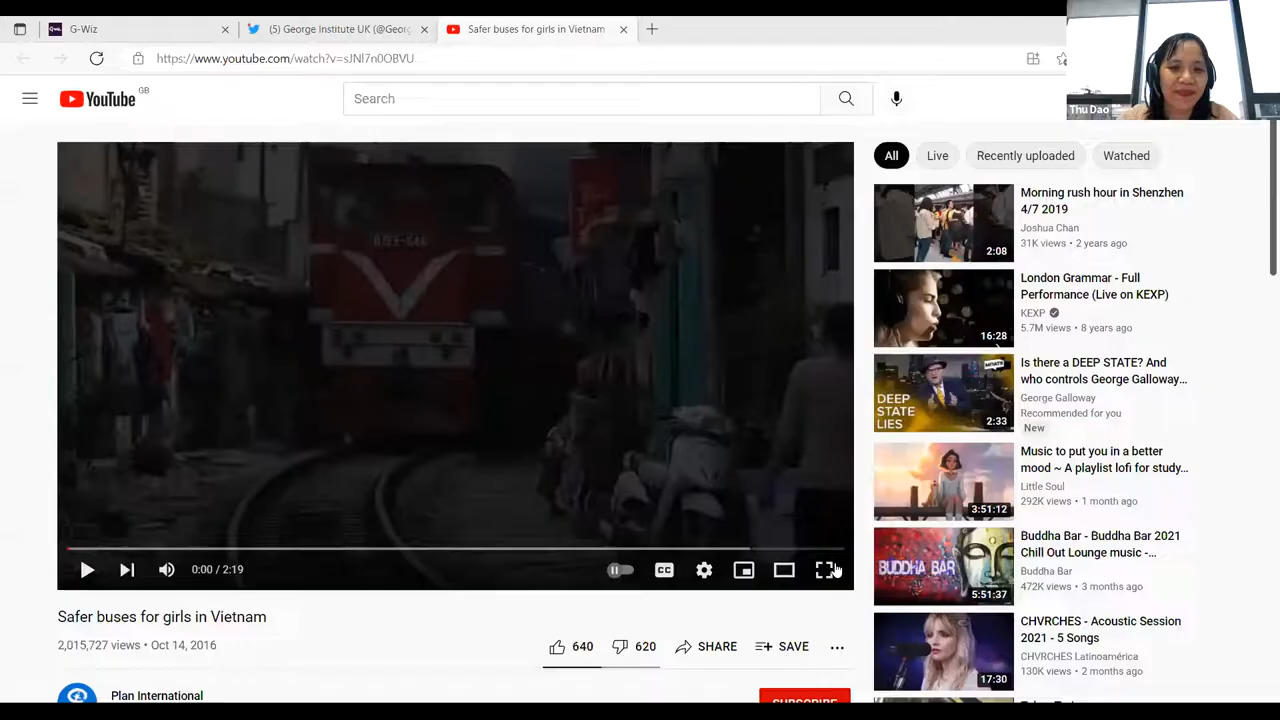 G-Wiz
(5) George Institute UK (@Georg
Safer buses for girls in Vietnam
https://www.youtube.com/watch?v=sJNl7n0OBVU
Thu Dao
YouTube GB
Search
All Live Recently uploaded Watched
Morning rush hour in Shenzhen
4/7 2019
Joshua Chan
31K views • 2 years ago
2:08
London Grammar - Full
Performance (Live on KEXP)
KEXP
5.7M views • 8 years ago
16:28
Is there a DEEP STATE? And
who controls George Galloway...
George Galloway
Recommended for you
New
MOATS
DEEP
STATE
LIES
2:33
Music to put you in a better
mood ~ A playlist lofi for study...
Little Soul
292K views • 1 month ago
3:51:12
Buddha Bar - Buddha Bar 2021
Chill Out Lounge music -...
Buddha Bar
472K views • 3 months ago
BUDDHA BAR
5:51:37
CHVRCHES - Acoustic Session
2021 - 5 Songs
CHVRCHES Latinoamérica
130K views • 2 months ago
17:30
0:00 / 2:19
CC
Safer buses for girls in Vietnam
2,015,727 views • Oct 14, 2016
640 620 SHARE SAVE
Plan International
SUBSCRIBE